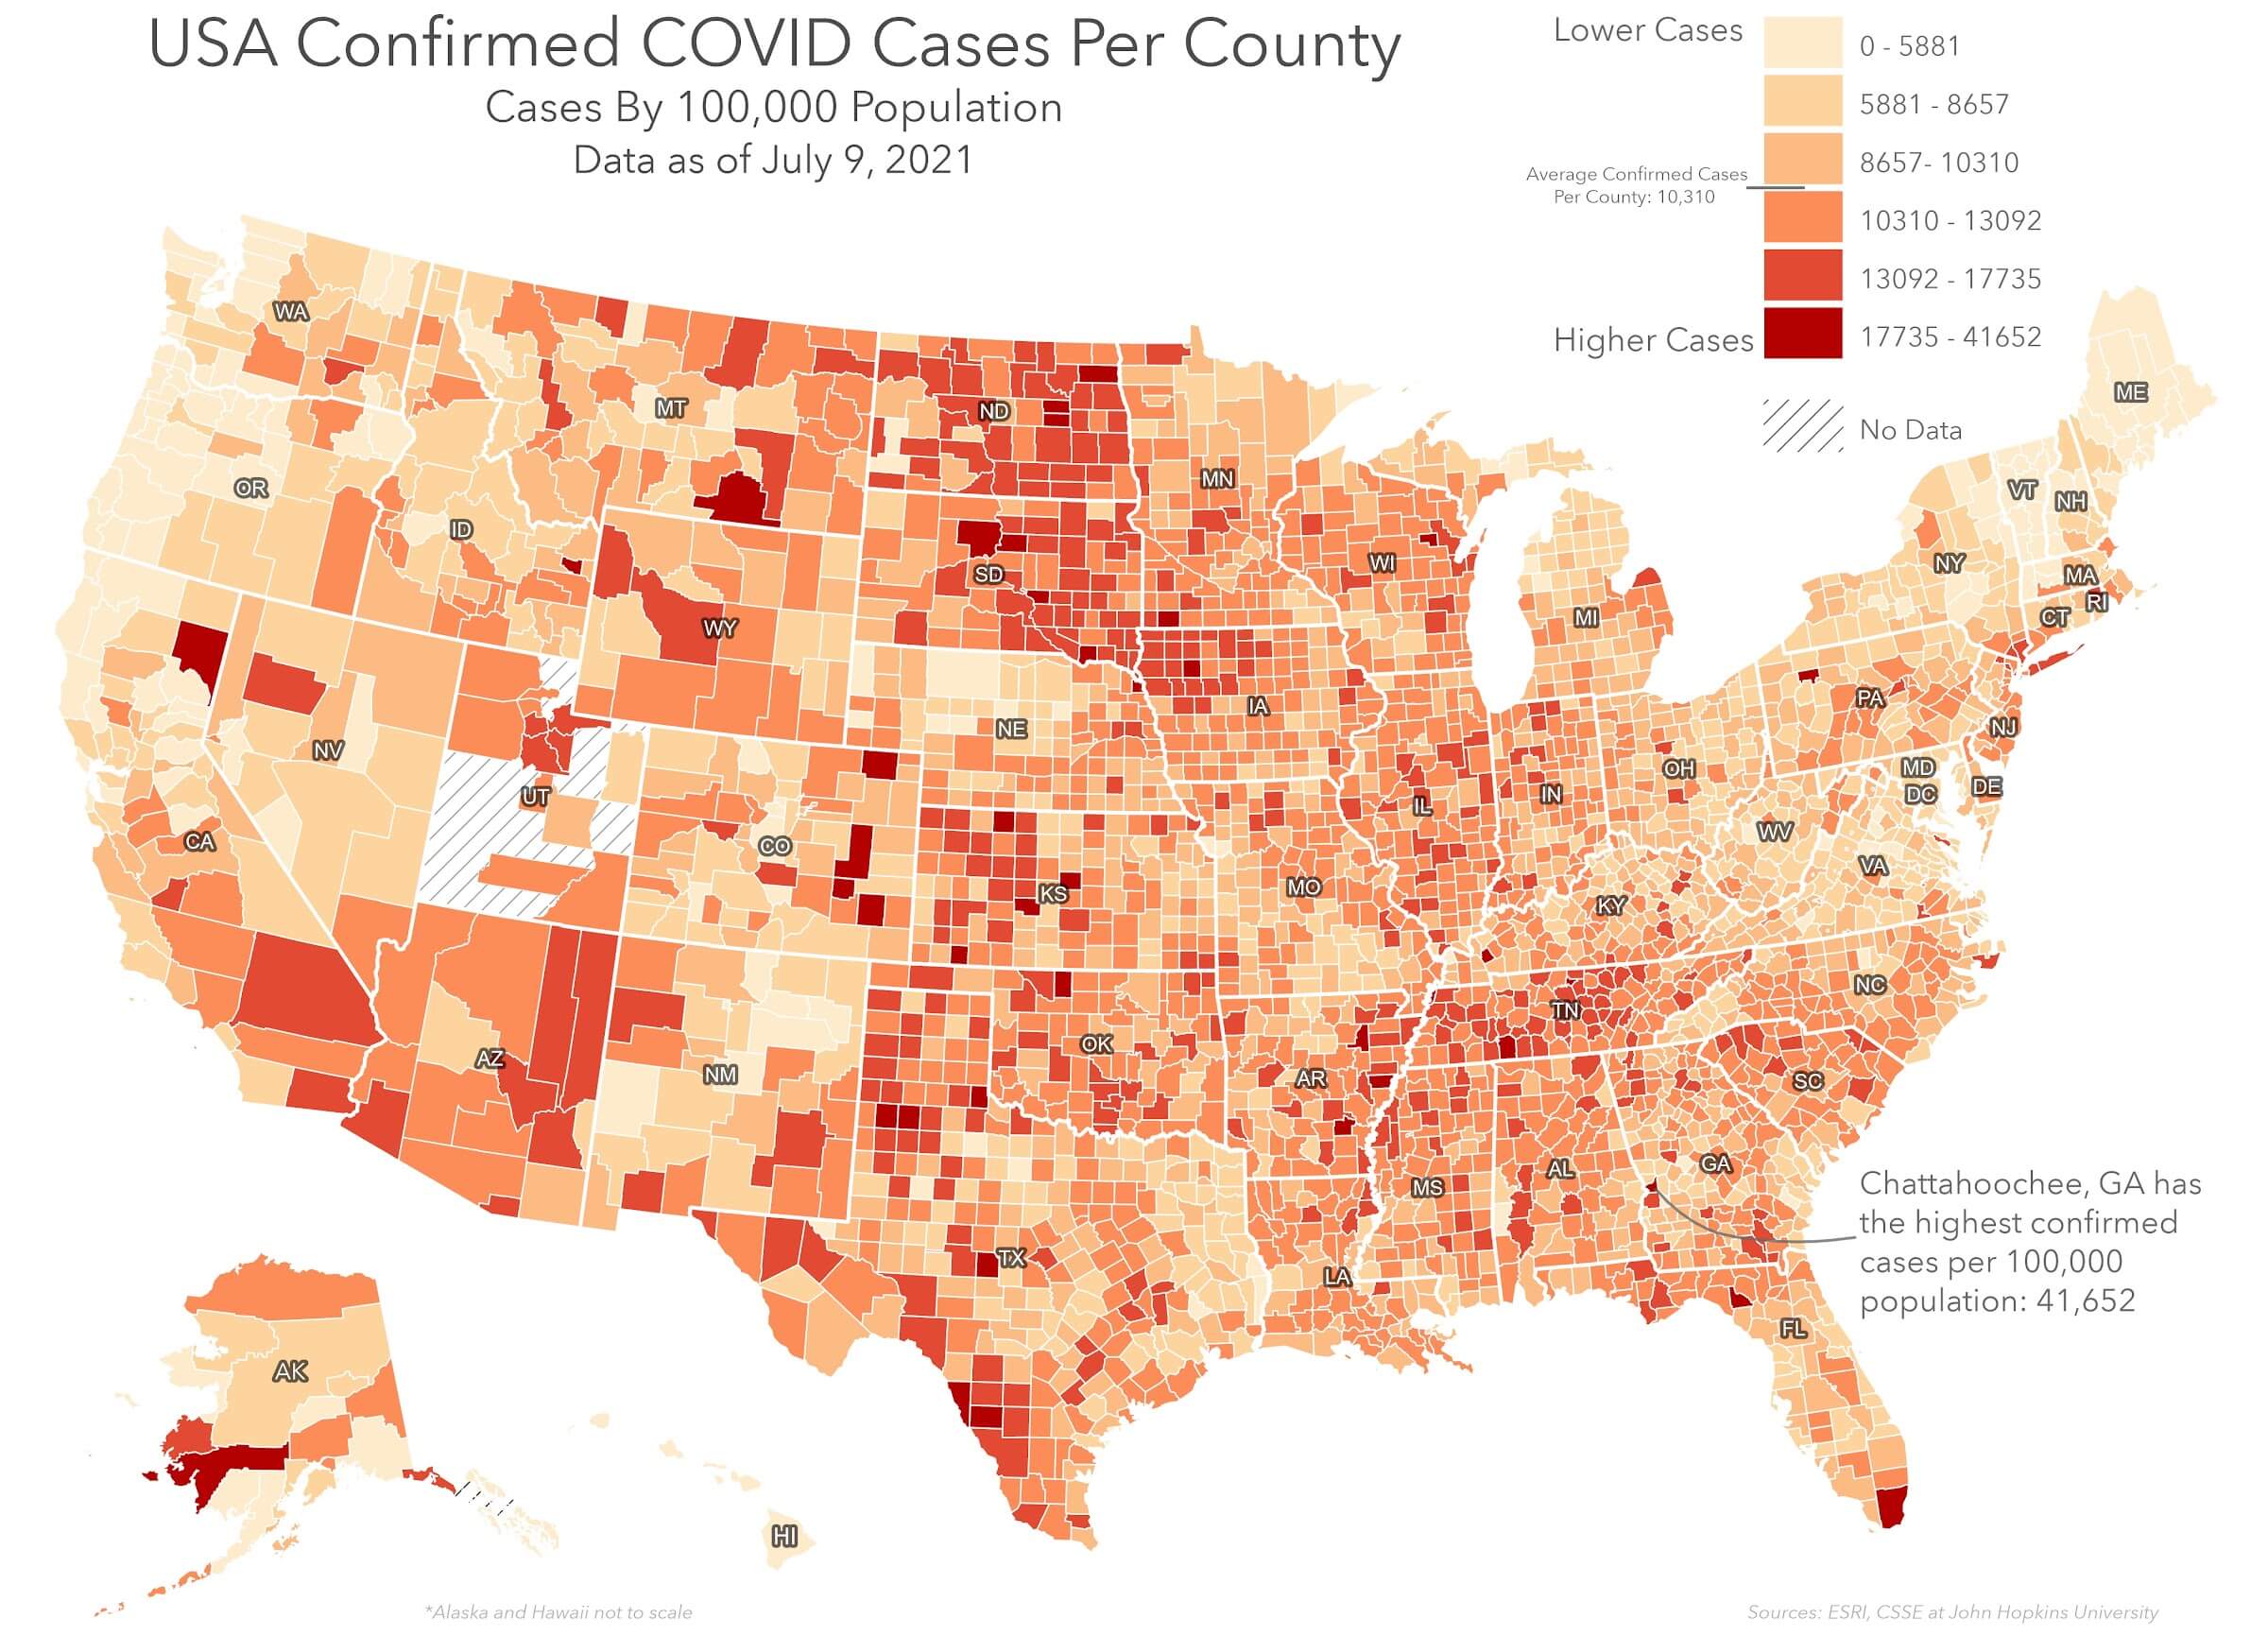 USA Confirmed COVID Cases Per County
Cases By 100,000 Population
Data as of July 9, 2021
Lower Cases
0 - 5881
5881 - 8657
8657- 10310
Average Confirmed Cases
Per County: 10,310
10310 - 13092
13092 - 17735
Higher Cases
17735 - 41652
No Data
WA
MT
ND
MN
ME
OR
ID
SD
WI
VT
NH
NY
MA
WY
MI
CT
RI
NV
NE
IA
PA
NJ
UT
OH
MD
DE
IL
IN
DC
CA
CO
WV
KS
MO
KY
VA
AZ
NM
OK
AR
TN
NC
SC
MS
AL
GA
TX
LA
FL
Chattahoochee, GA has
the highest confirmed
cases per 100,000
population: 41,652
AK
HI
*Alaska and Hawaii not to scale
Sources: ESRI, CSSE at John Hopkins University